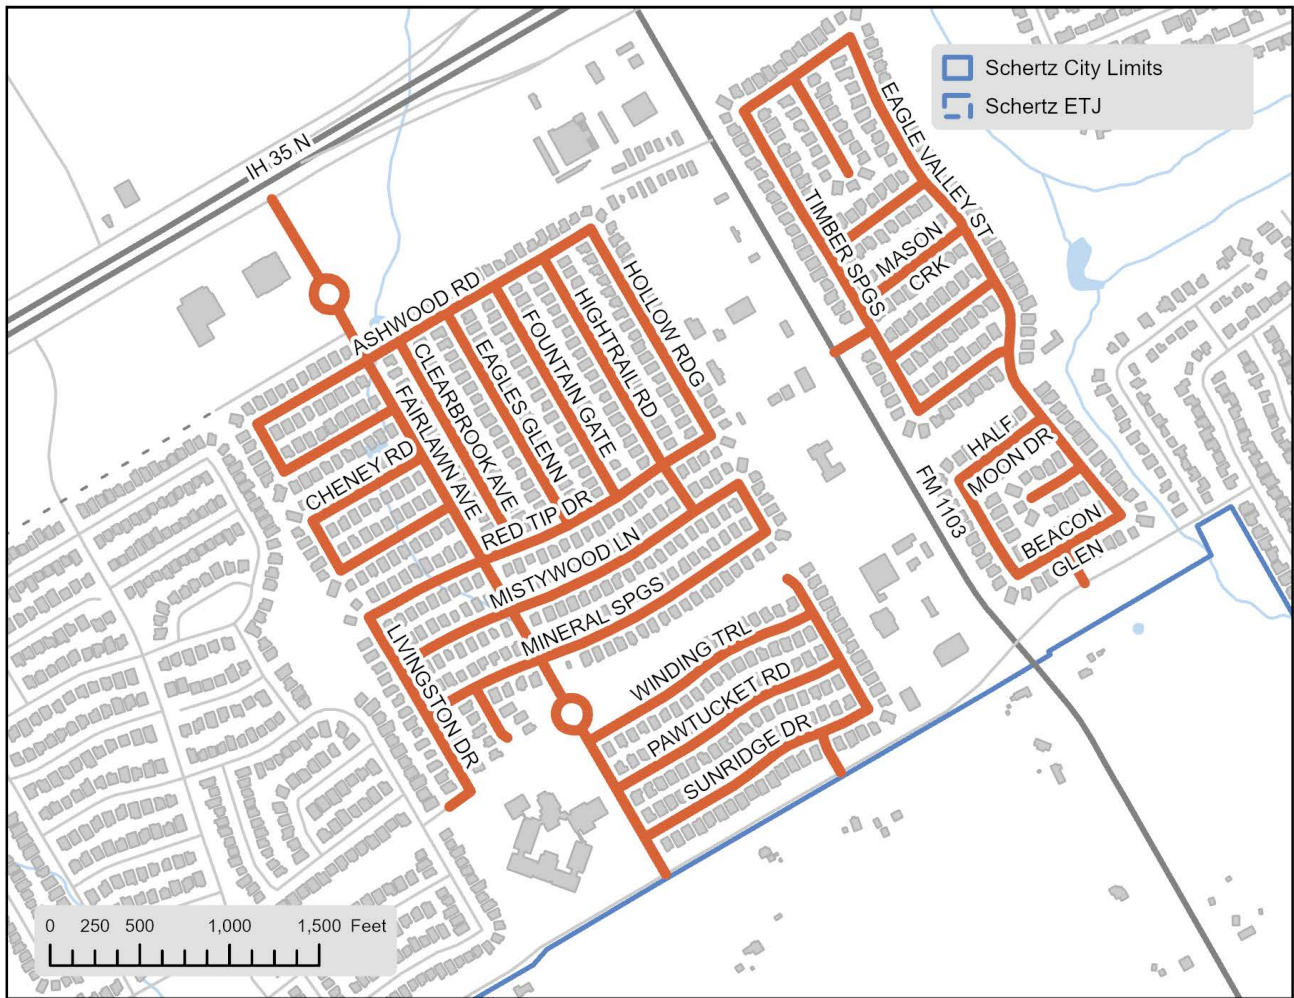 Schertz City Limits
Schertz ETJ
IH 35 N
EAGLE VALLEY ST
TIMBER SPGS
MASON
CRK
ASHWOOD RD
HOLLOW RDG
HIGHTRAIL RD
FOUNTAIN GATE
EAGLES GLENN
CLEARBROOK AVE
FAIRLAWN AVE
CHENEY RD
RED TIP DR
MISTYWOOD LN
MINERAL SPGS
LIVINGSTON DR
HALF
MOON DR
FM 1103
BEACON
GLEN
WINDING TRL
PAWTUCKET RD
SUNRIDGE DR
0 250 500 1,000 1,500 Feet